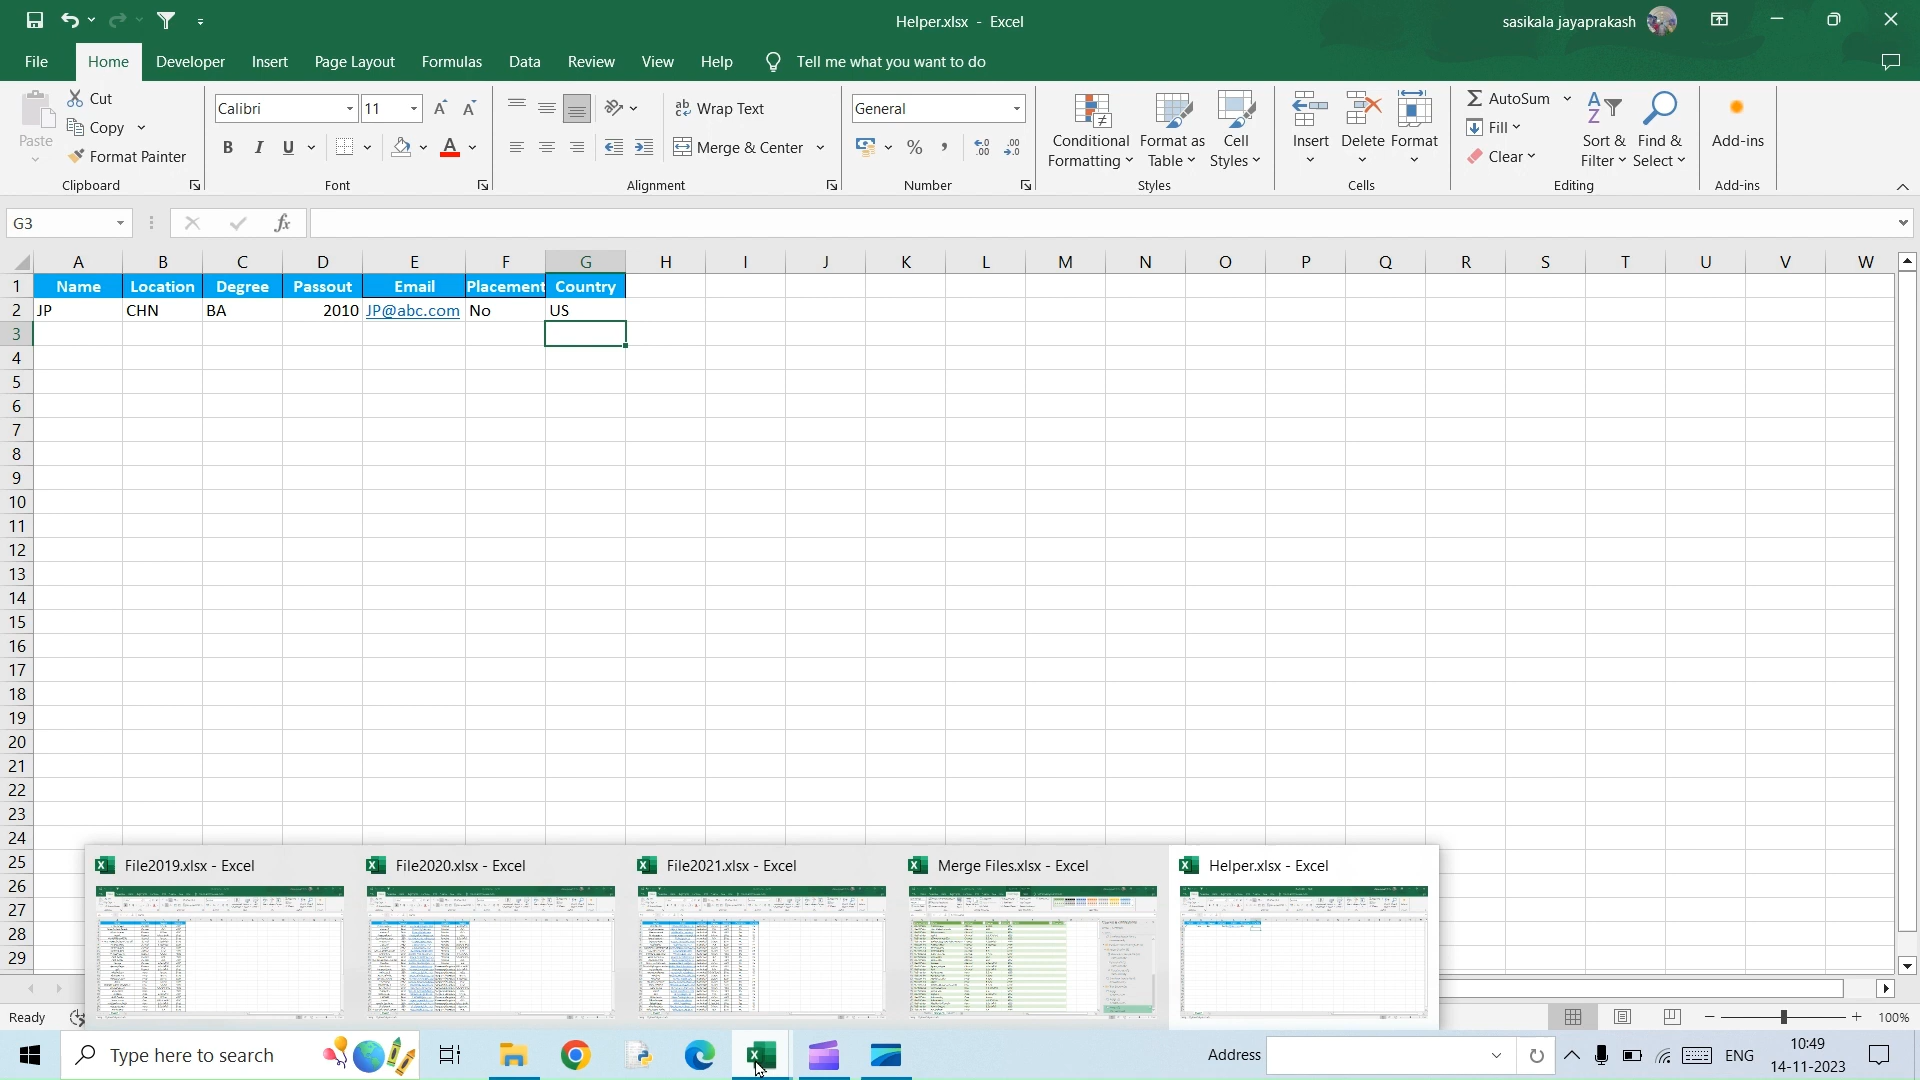 Helper.xlsx - Excel
sasikala jayaprakash
File Home Developer Insert Page Layout Formulas Data Review View Help Tell me what you want to do
Paste
Cut
Copy
Format Painter
Clipboard
Calibri 11
B I U A
Font
ab Wrap Text
Merge & Center
Alignment
General
% ,
Number
Conditional Formatting
Format as Table
Cell Styles
Styles
Insert Delete Format
Cells
AutoSum
Fill
Clear
Sort & Filter
Find & Select
Editing
Add-ins
Add-ins
G3 fx
A B C D E F G H I J K L M N O P Q R S T U V W
1 Name Location Degree Passout Email Placement Country
2 JP CHN BA 2010 JP@abc.com No US
3
4
5
6
7
8
9
10
11
12
13
14
15
16
17
18
19
20
21
22
23
24
25
26
27
28
29
File2019.xlsx - Excel File2020.xlsx - Excel File2021.xlsx - Excel Merge Files.xlsx - Excel Helper.xlsx - Excel
Ready
100%
Type here to search
Address
ENG
10:49
14-11-2023